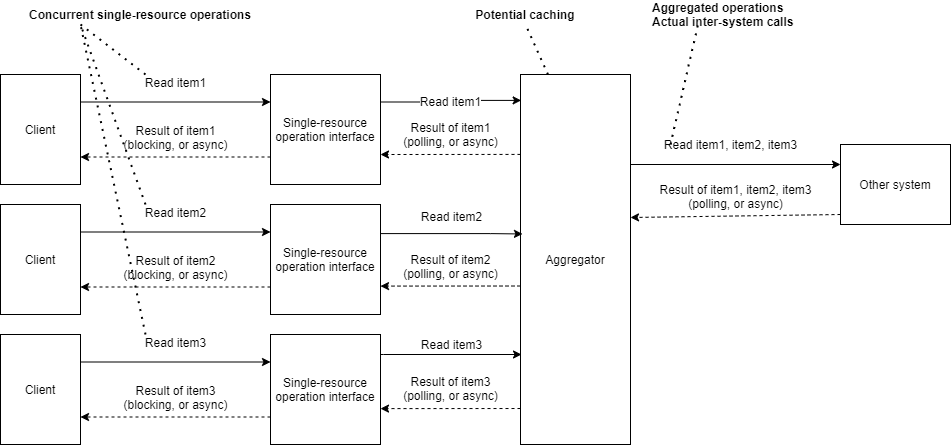 Concurrent single-resource operations
Potential caching
Aggregated operations
Actual inter-system calls
Client
Read item1
Result of item1
(blocking, or async)
Single-resource
operation interface
Read item1
Result of item1
(polling, or async)
Read item1, item2, item3
Result of item1, item2, item3
(polling, or async)
Other system
Client
Read item2
Result of item2
(blocking, or async)
Single-resource
operation interface
Read item2
Result of item2
(polling, or async)
Aggregator
Client
Read item3
Result of item3
(blocking, or async)
Single-resource
operation interface
Read item3
Result of item3
(polling, or async)